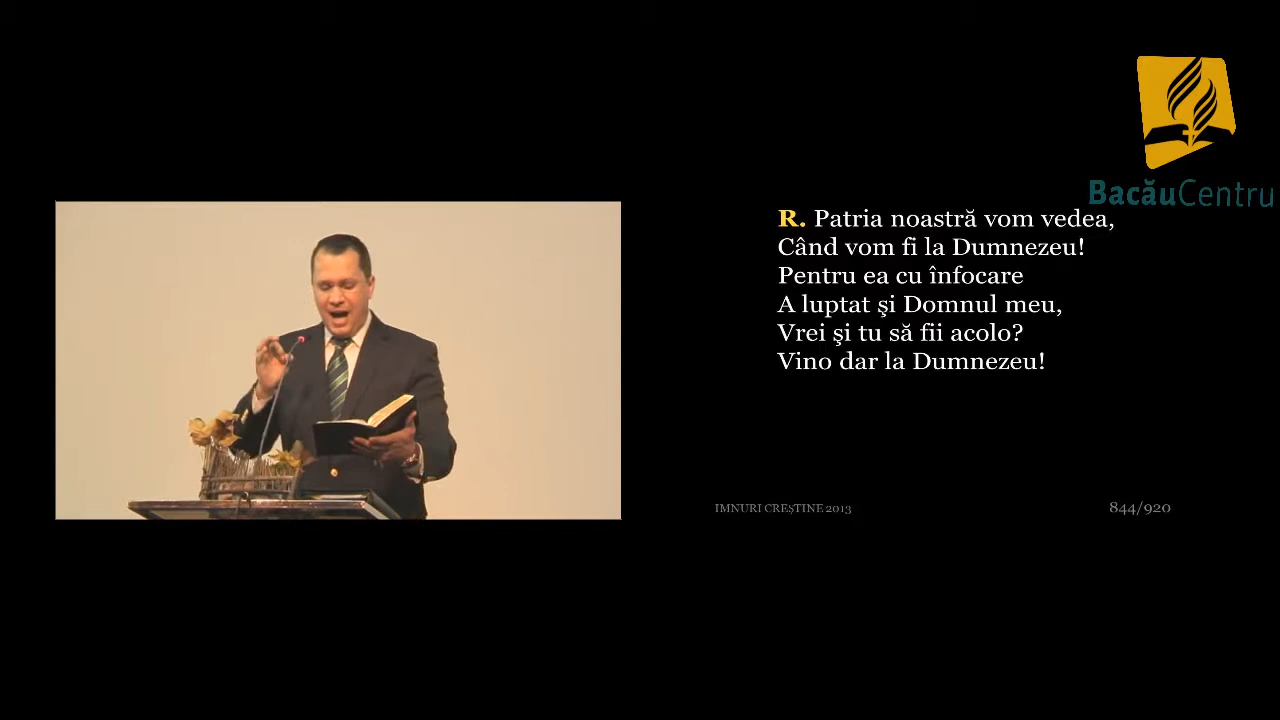 BacăuCentru
R. Patria noastră vom vedea,
Când vom fi la Dumnezeu!
Pentru ea cu înfocare
A luptat şi Domnul meu,
Vrei şi tu să fii acolo?
Vino dar la Dumnezeu!
IMNURI CREŞTINE 2013
844/920